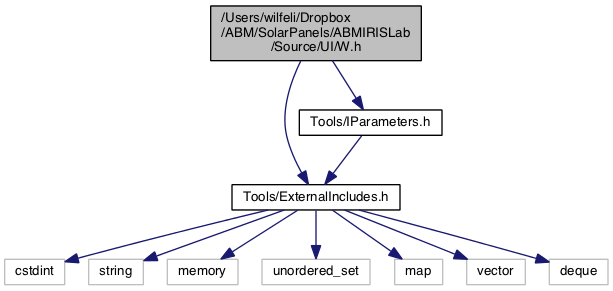 /Users/wilfeli/Dropbox
/ABM/SolarPanels/ABMIRISLab
/Source/UI/W.h
Tools/IParameters.h
Tools/ExternalIncludes.h
cstdint
string
memory
unordered_set
map
vector
deque